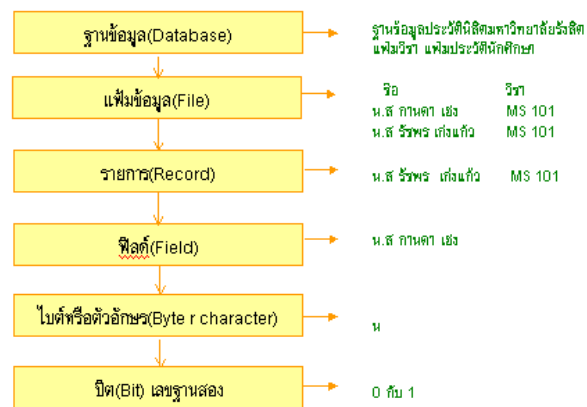 ฐานข้อมูล(Database)
ฐานข้อมูลประวัตินิสิตมหาวิทยาลัยรังสิต
แฟ้มวิชา แฟ้มประวัตินักศึกษา
แฟ้มข้อมูล(File)
ชื่อ วิชา
น.ส กานดา เฮง MS 101
น.ส รัชพร เก่งแก้ว MS 101
รายการ(Record)
น.ส รัชพร เก่งแก้ว MS 101
ฟิลด์(Field)
น.ส กานดา เฮง
ไบต์หรือตัวอักษร(Byte r character)
น
บิต(Bit) เลขฐานสอง
0 กับ 1